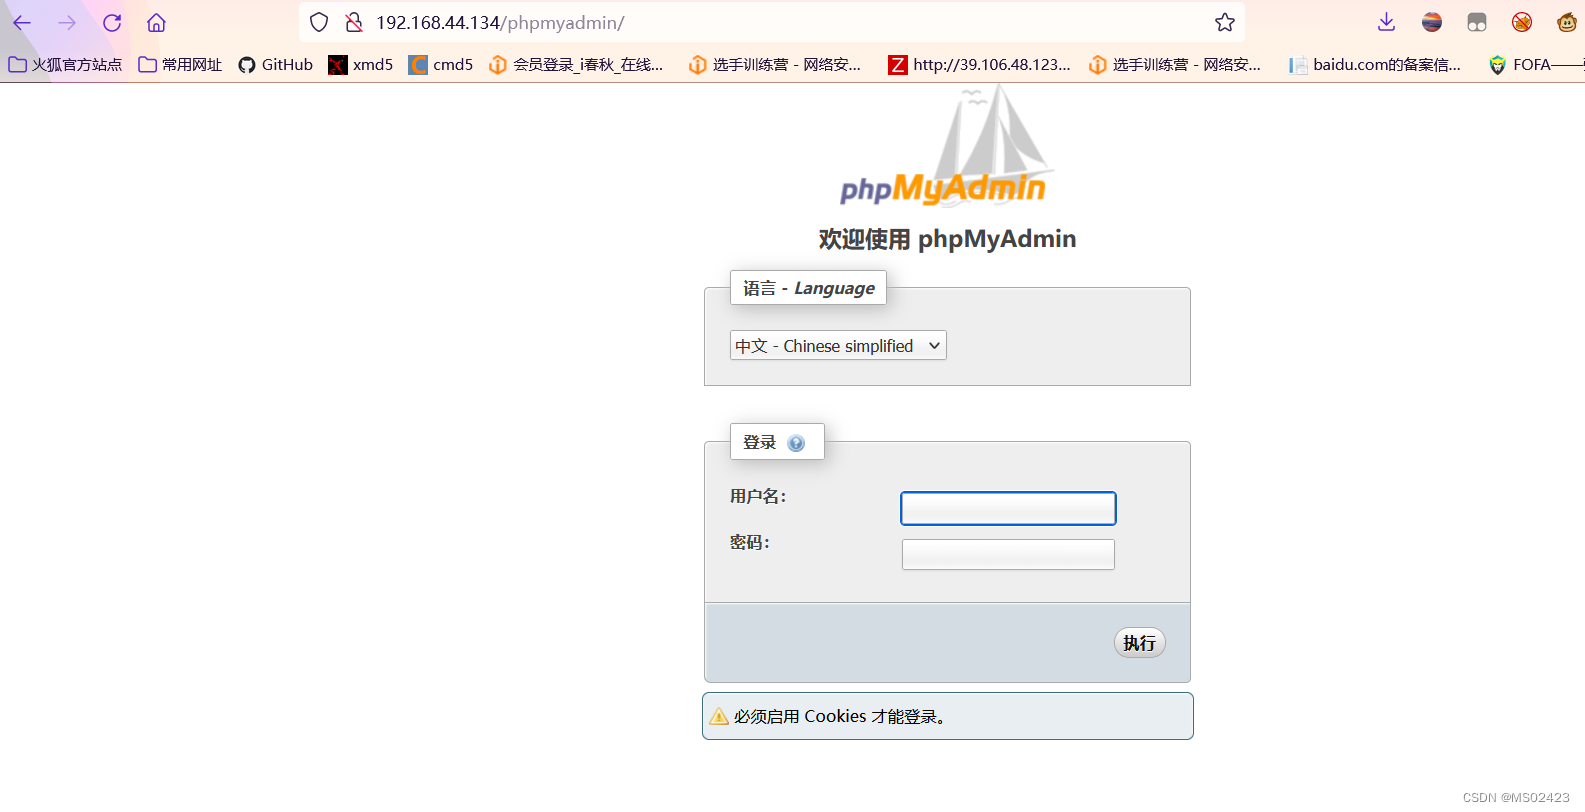 192.168.44.134/phpmyadmin/
火狐官方站点 常用网址 GitHub xmd5 cmd5 会员登录_i春秋_在线... 选手训练营 - 网络安... http://39.106.48.123... 选手训练营 - 网络安... baidu.com的备案信... FOFA——
phpMyAdmin
欢迎使用 phpMyAdmin
语言 - Language
中文 - Chinese simplified
登录
用户名:
密码:
执行
必须启用 Cookies 才能登录。
CSDN @MS02423